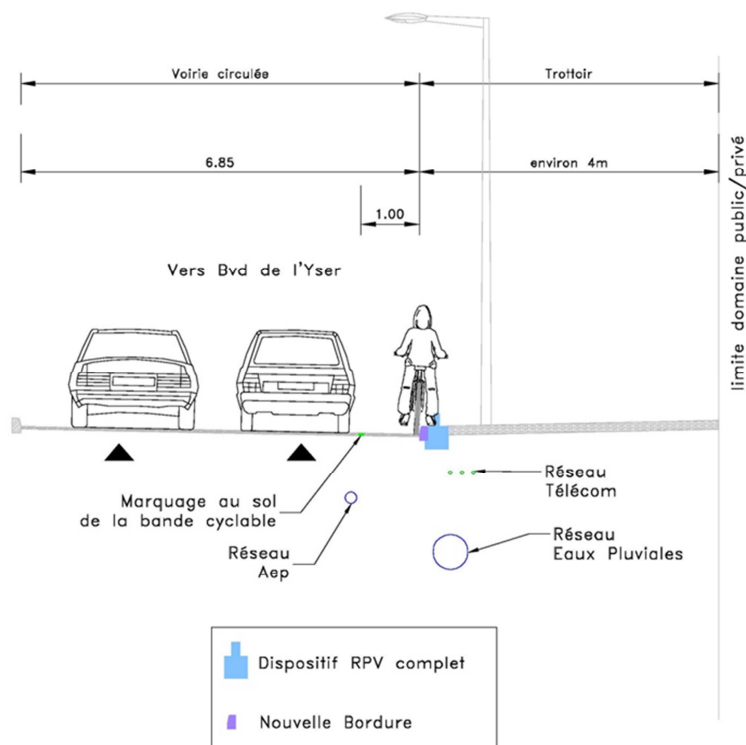 Voirie circulée
Trottoir
6.85
environ 4m
1.00
limite domaine public/privé
Vers Bvd de l'Yser
Marquage au sol
de la bande cyclable
Réseau
Aep
Réseau
Télécom
Réseau
Eaux Pluviales
Dispositif RPV complet
Nouvelle Bordure